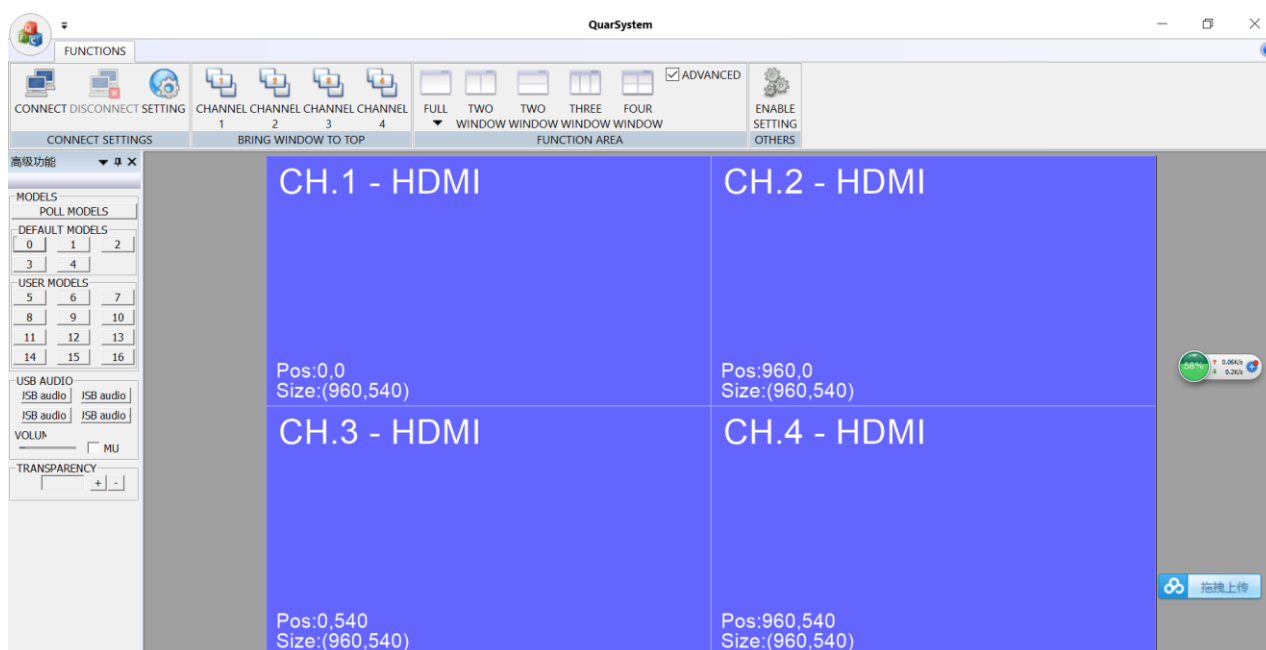 QuarSystem
FUNCTIONS
CONNECT DISCONNECT SETTING
CHANNEL CHANNEL CHANNEL CHANNEL
1 2 3 4
FULL TWO TWO THREE FOUR
WINDOW WINDOW WINDOW WINDOW
ADVANCED
ENABLE
SETTING
CONNECT SETTINGS
BRING WINDOW TO TOP
FUNCTION AREA
OTHERS
高级功能
MODELS
POLL MODELS
DEFAULT MODELS
0 1 2
3 4
USER MODELS
5 6 7
8 9 10
11 12 13
14 15 16
USB AUDIO
JSB audio JSB audio
JSB audio JSB audio
VOLUM
MU
TRANSPARENCY
+ -
CH.1 - HDMI
Pos:0,0
Size:(960,540)
CH.2 - HDMI
Pos:960,0
Size:(960,540)
CH.3 - HDMI
Pos:0,540
Size:(960,540)
CH.4 - HDMI
Pos:960,540
Size:(960,540)
58%
0.06K/s
0.2K/s
拖拽上传